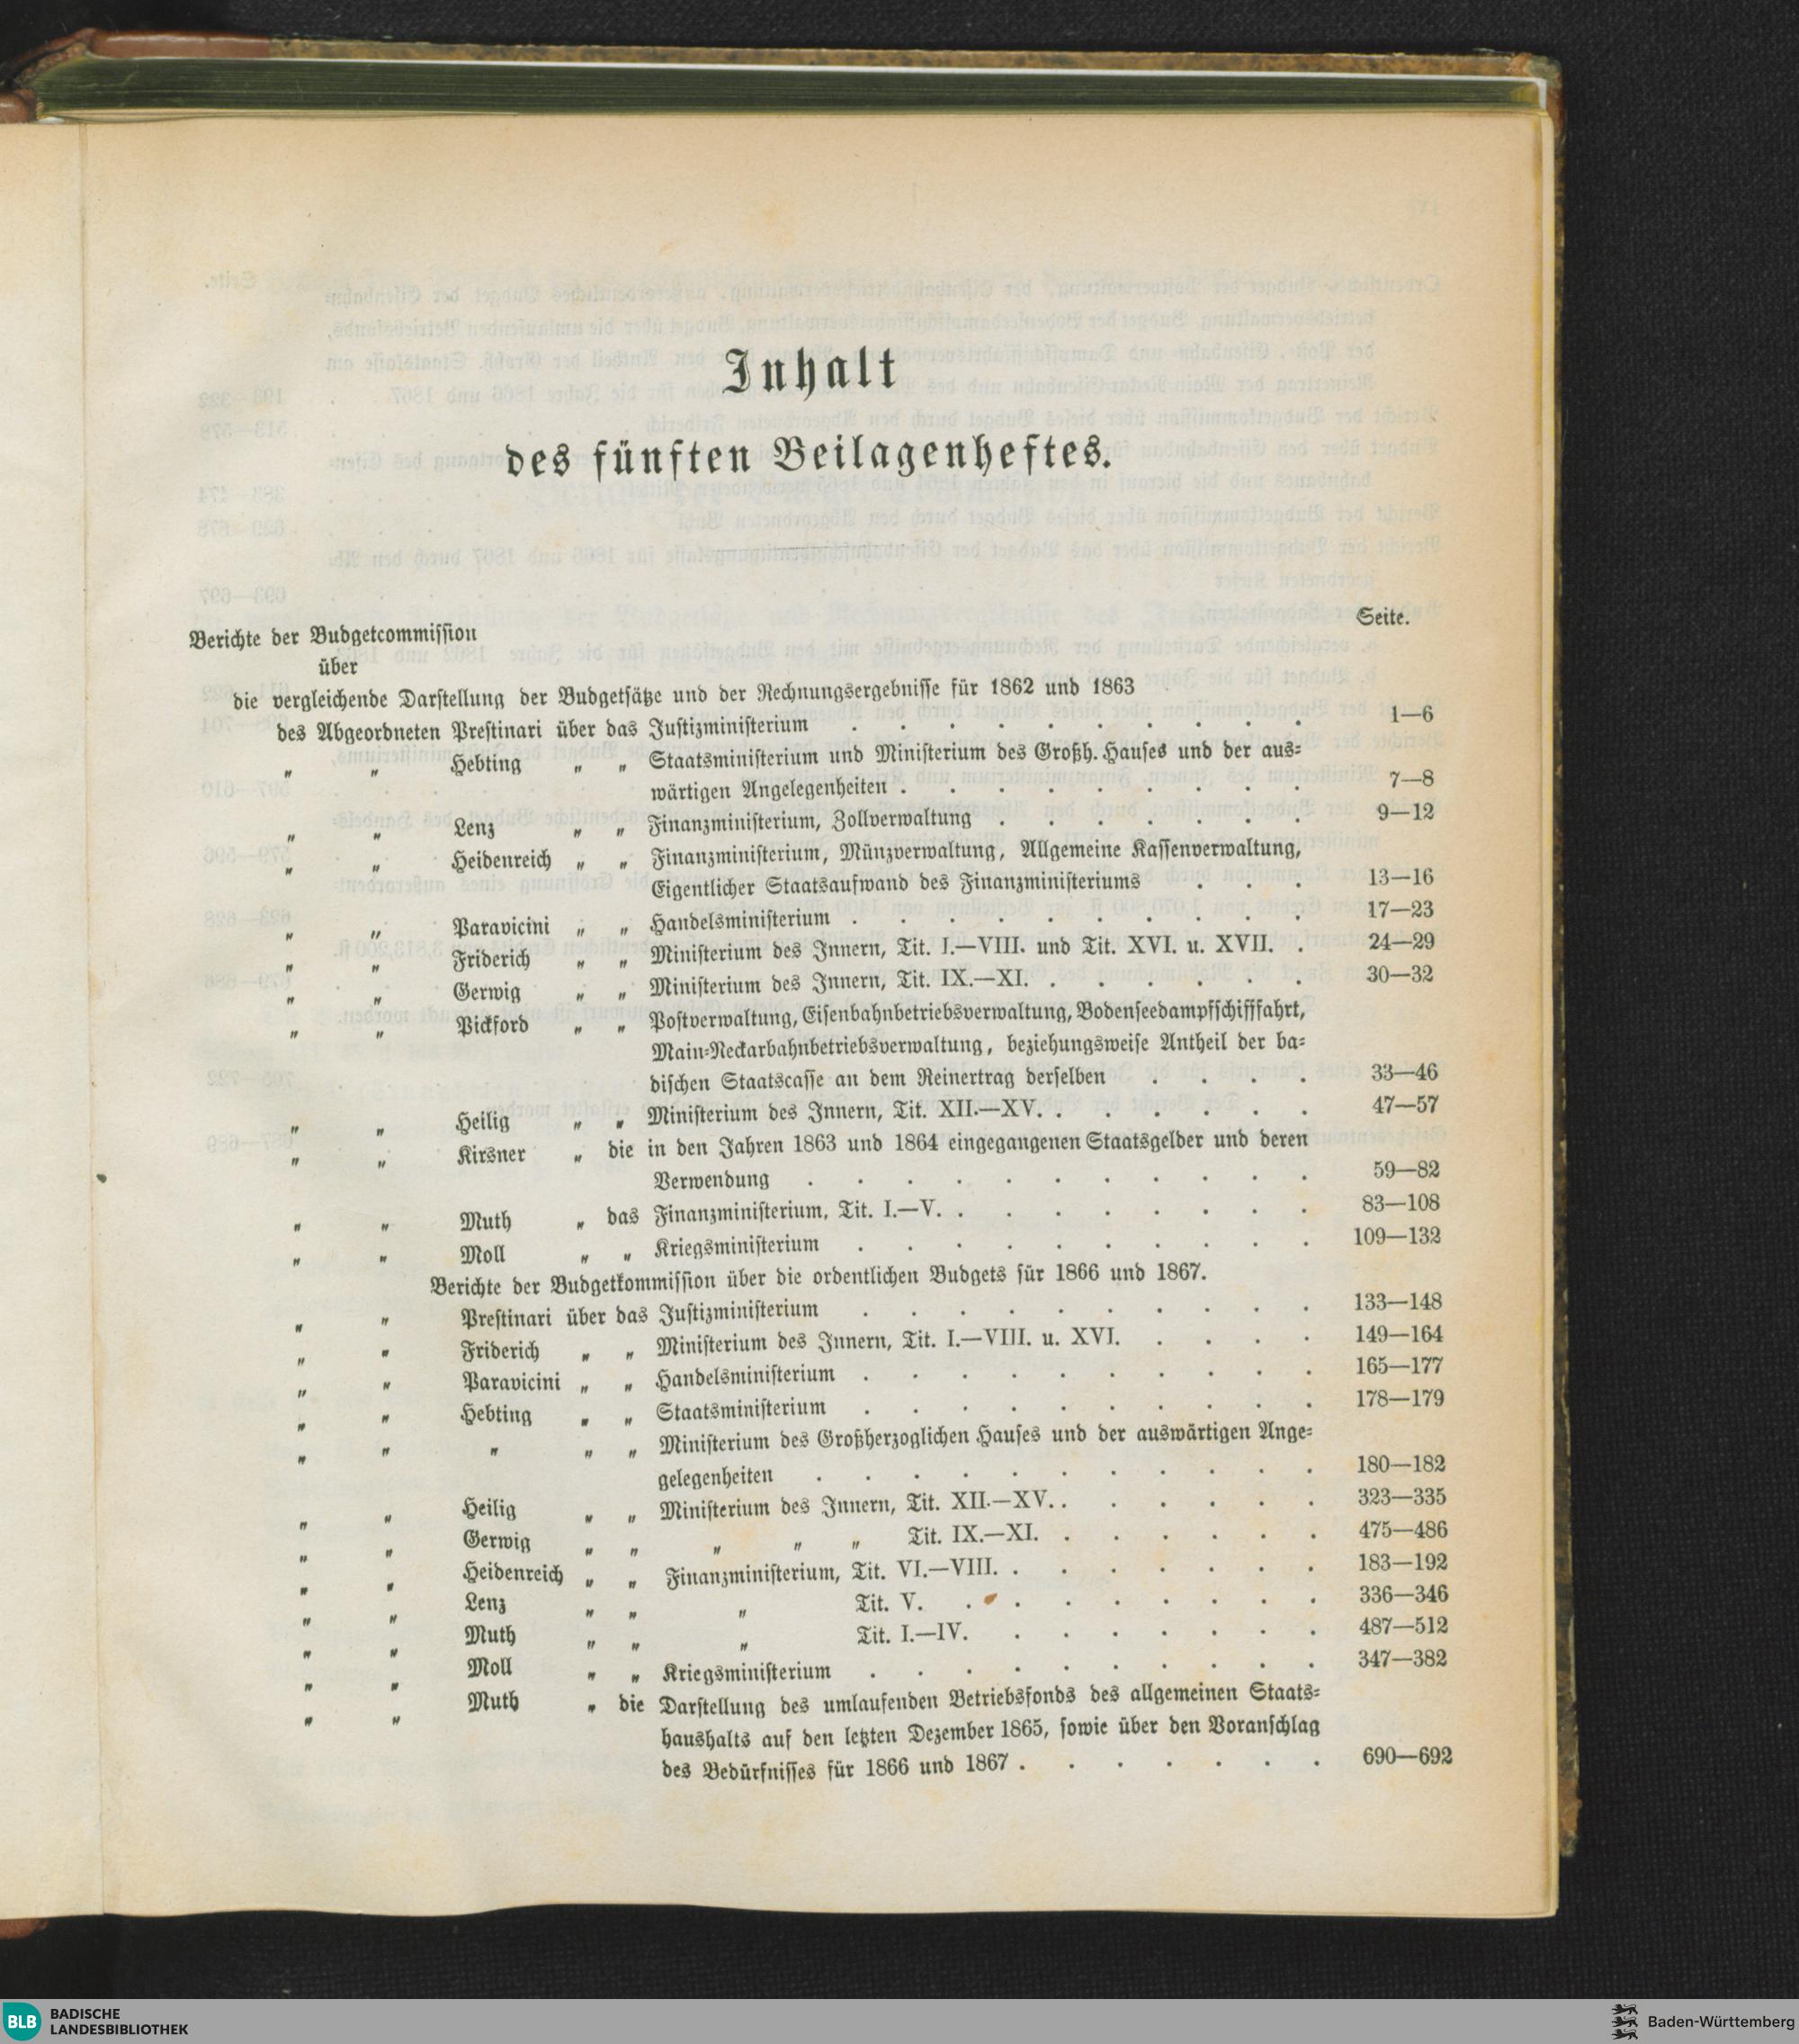 Inhalt
des fünften Beilagenheftes.
Seite.
Berichte der Budgetcommission
über
die vergleichende Darstellung der Budgetsätze und der Rechnungsergebnisse für 1862 und 1863
des Abgeordneten Prestinari über das Justizministerium . . . . . . . . . . 1—6
„ „ Hebting „ „ Staatsministerium und Ministerium des Großh. Hauses und der aus-
wärtigen Angelegenheiten . . . . . . . . . 7—8
„ „ Lenz „ „ Finanzministerium, Zollverwaltung . . . . . . . 9—12
„ „ Heidenreich „ „ Finanzministerium, Münzverwaltung, Allgemeine Kassenverwaltung,
Eigentlicher Staatsaufwand des Finanzministeriums . . . 13—16
„ „ Paravicini „ „ Handelsministerium . . . . . . . . . . 17—23
„ „ Friderich „ „ Ministerium des Innern, Tit. I.—VIII. und Tit. XVI. u. XVII. . 24—29
„ „ Gerwig „ „ Ministerium des Innern, Tit. IX.—XI. . . . . . . 30—32
„ „ Pickford „ „ Postverwaltung, Eisenbahnbetriebsverwaltung, Bodenseedampfschifffahrt,
Main-Neckarbahnbetriebsverwaltung, beziehungsweise Antheil der ba-
dischen Staatscasse an dem Reinertrag derselben . . . . 33—46
„ „ Heilig „ „ Ministerium des Innern, Tit. XII.—XV. . . . . . . 47—57
„ „ Kirsner „ die in den Jahren 1863 und 1864 eingegangenen Staatsgelder und deren
Verwendung . . . . . . . . . . . 59—82
„ „ Muth „ das Finanzministerium, Tit. I.—V. . . . . . . . . 83—108
„ „ Moll „ „ Kriegsministerium . . . . . . . . . . 109—132
Berichte der Budgetkommission über die ordentlichen Budgets für 1866 und 1867.
„ „ Prestinari über das Justizministerium . . . . . . . . . . 133—148
„ „ Friderich „ „ Ministerium des Innern, Tit. I.—VIII. u. XVI. . . . . 149—164
„ „ Paravicini „ „ Handelsministerium . . . . . . . . . . 165—177
„ „ Hebting „ „ Staatsministerium . . . . . . . . . . 178—179
„ „ „ „ „ Ministerium des Großherzoglichen Hauses und der auswärtigen Ange-
gelegenheiten . . . . . . . . . . . 180—182
„ „ Heilig „ „ Ministerium des Innern, Tit. XII.—XV. . . . . . . 323—335
„ „ Gerwig „ „ „ „ „ Tit. IX.—XI. . . . . . . 475—486
„ „ Heidenreich „ „ Finanzministerium, Tit. VI.—VIII. . . . . . . . 183—192
„ „ Lenz „ „ „ Tit. V. . . . . . . . . 336—346
„ „ Muth „ „ „ Tit. I.—IV. . . . . . . . 487—512
„ „ Moll „ „ Kriegsministerium . . . . . . . . . . 347—382
„ „ Muth „ die Darstellung des umlaufenden Betriebsfonds des allgemeinen Staats-
haushalts auf den letzten Dezember 1865, sowie über den Voranschlag
des Bedürfnisses für 1866 und 1867 . . . . . . . 690—692
BLB BADISCHE
LANDESBIBLIOTHEK
Baden-Württemberg